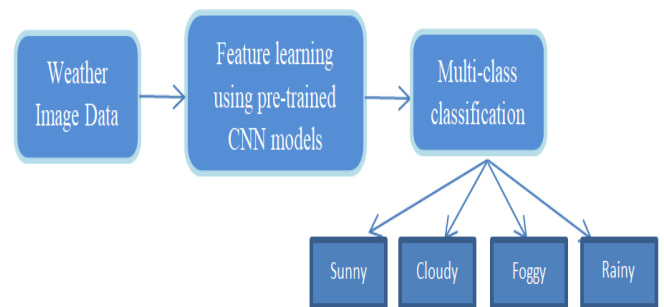 Weather
Image Data
Feature learning
using pre-trained
CNN models
Multi-class
classification
Sunny
Cloudy
Foggy
Rainy